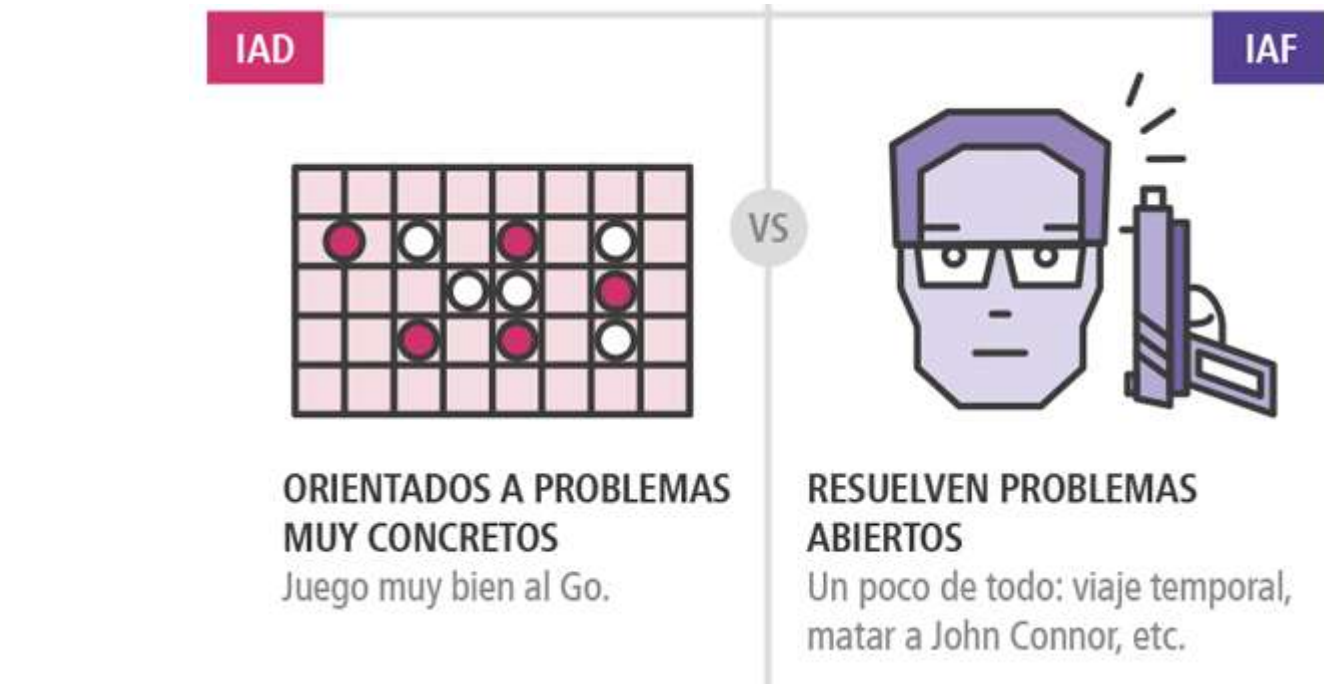 IAD
IAF
VS
ORIENTADOS A PROBLEMAS
MUY CONCRETOS
Juego muy bien al Go.
RESUELVEN PROBLEMAS
ABIERTOS
Un poco de todo: viaje temporal,
matar a John Connor, etc.